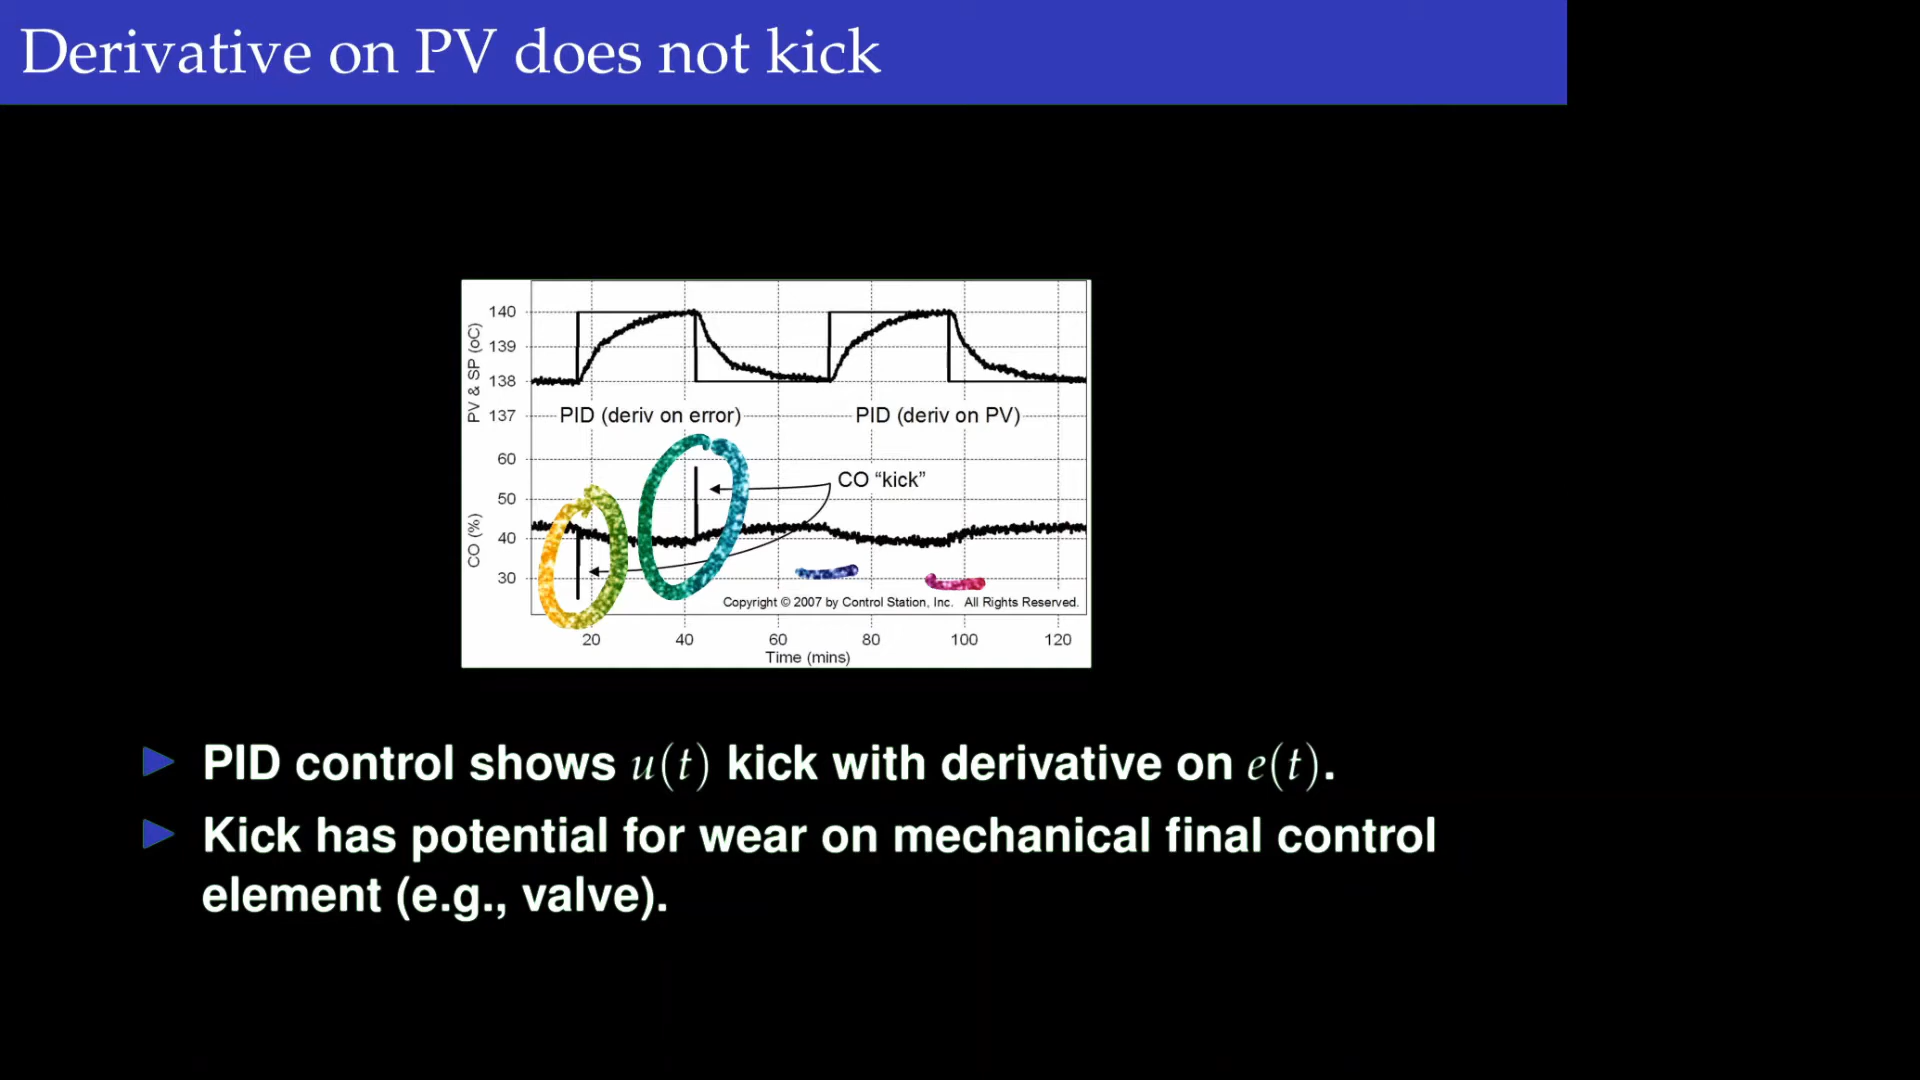 Derivative on PV does not kick
PV & SP (oC)
140
139
138
137
PID (deriv on error)
PID (deriv on PV)
CO (%)
60
50
40
30
CO “kick”
Copyright © 2007 by Control Station, Inc. All Rights Reserved.
20 40 60 80 100 120
Time (mins)
PID control shows u(t) kick with derivative on e(t).
Kick has potential for wear on mechanical final control
element (e.g., valve).